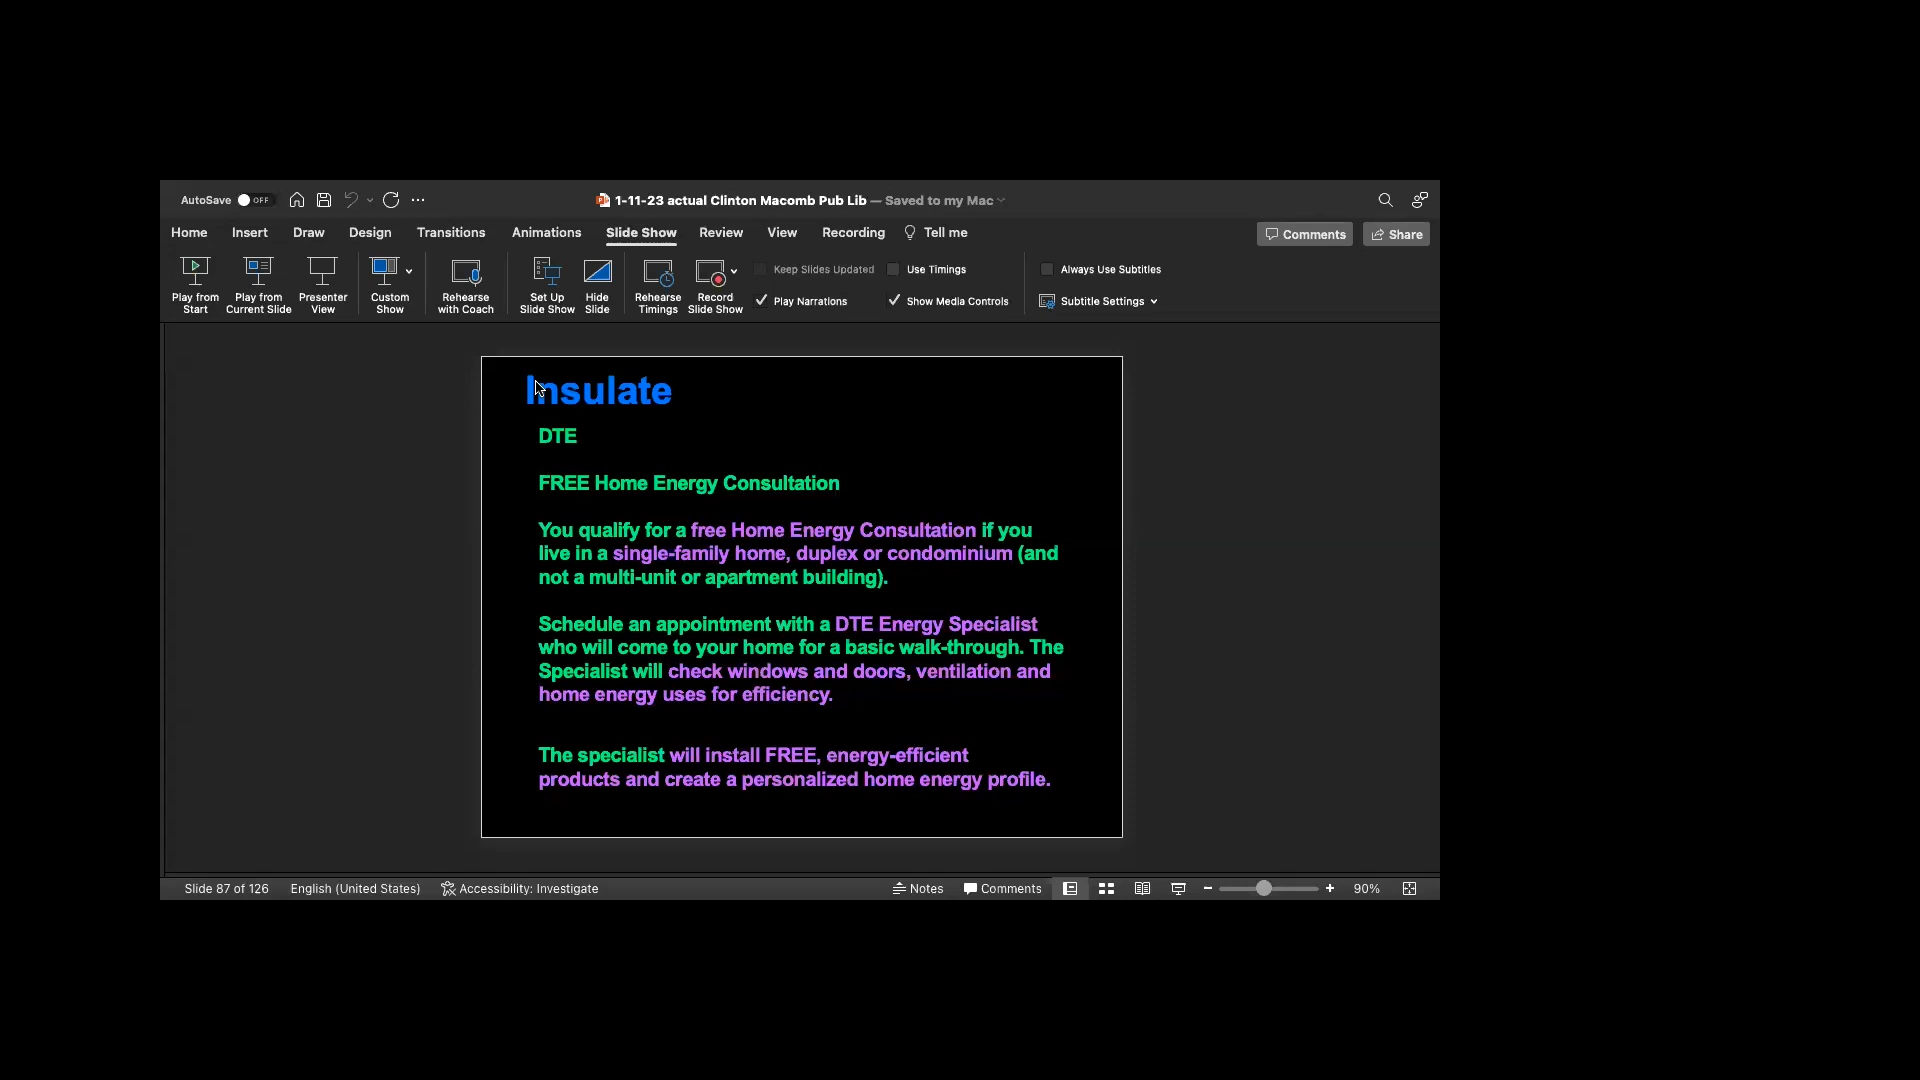 AutoSave OFF
1-11-23 actual Clinton Macomb Pub Lib — Saved to my Mac
Home Insert Draw Design Transitions Animations Slide Show Review View Recording Tell me Comments Share
Play from Start
Play from Current Slide
Presenter View
Custom Show
Rehearse with Coach
Set Up Slide Show
Hide Slide
Rehearse Timings
Record Slide Show
Keep Slides Updated Use Timings Always Use Subtitles
Play Narrations Show Media Controls Subtitle Settings
Insulate
DTE
FREE Home Energy Consultation
You qualify for a free Home Energy Consultation if you
live in a single-family home, duplex or condominium (and
not a multi-unit or apartment building).
Schedule an appointment with a DTE Energy Specialist
who will come to your home for a basic walk-through. The
Specialist will check windows and doors, ventilation and
home energy uses for efficiency.
The specialist will install FREE, energy-efficient
products and create a personalized home energy profile.
Slide 87 of 126 English (United States) Accessibility: Investigate Notes Comments 90%